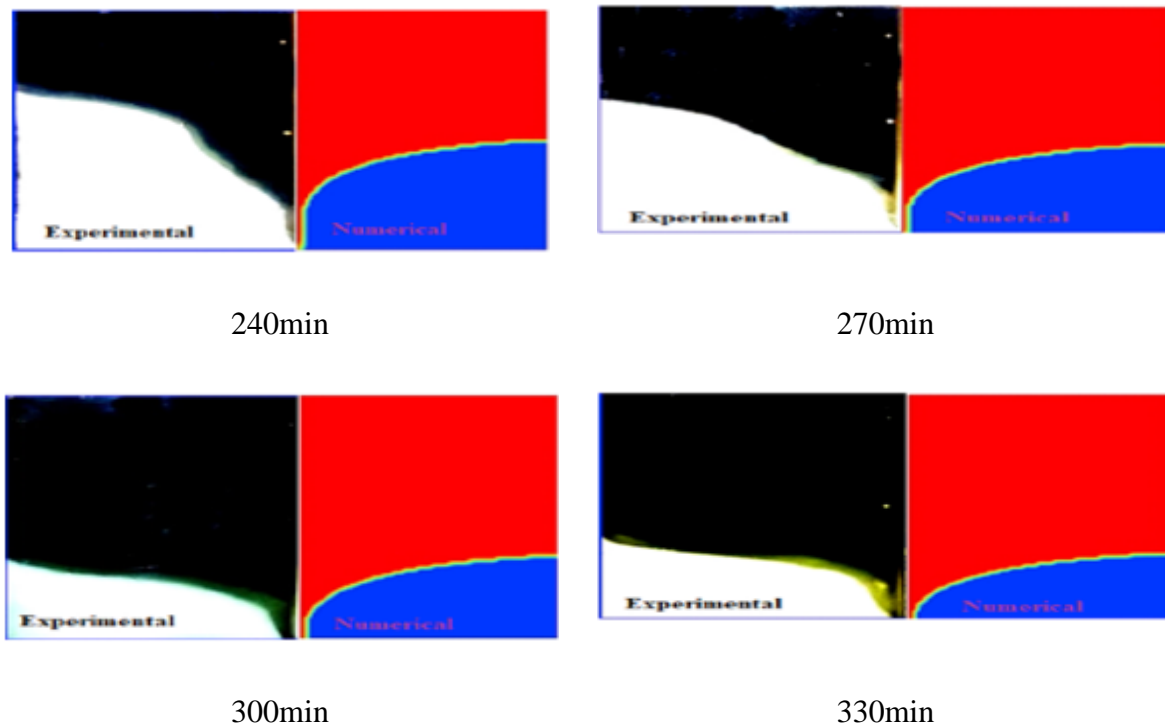 Experimental
Numerical
Experimental
Numerical
240min
270min
Experimental
Numerical
Experimental
Numerical
300min
330min